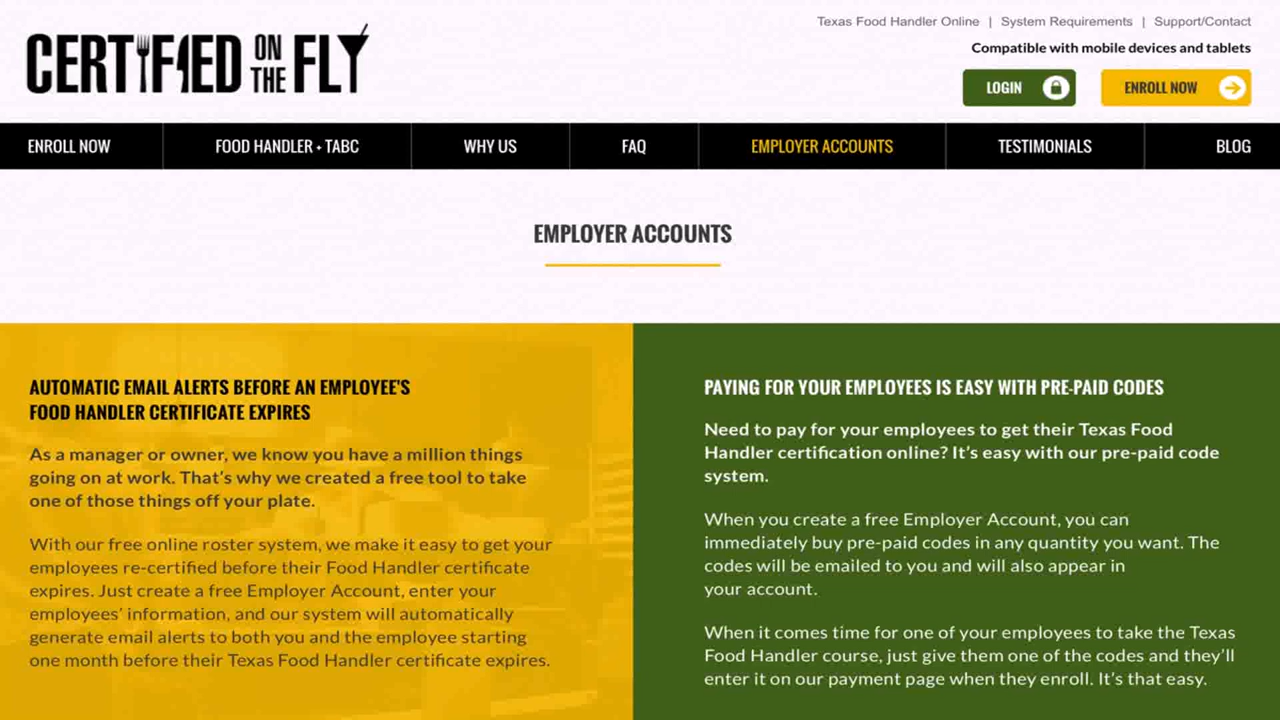 CERTIFIED ON THE FLY
Texas Food Handler Online | System Requirements | Support/Contact
Compatible with mobile devices and tablets
LOGIN
ENROLL NOW
ENROLL NOW
FOOD HANDLER + TABC
WHY US
FAQ
EMPLOYER ACCOUNTS
TESTIMONIALS
BLOG
EMPLOYER ACCOUNTS
AUTOMATIC EMAIL ALERTS BEFORE AN EMPLOYEE'S
FOOD HANDLER CERTIFICATE EXPIRES
As a manager or owner, we know you have a million things
going on at work. That's why we created a free tool to take
one of those things off your plate.
With our free online roster system, we make it easy to get your
employees re-certified before their Food Handler certificate
expires. Just create a free Employer Account, enter your
employees' information, and our system will automatically
generate email alerts to both you and the employee starting
one month before their Texas Food Handler certificate expires.
PAYING FOR YOUR EMPLOYEES IS EASY WITH PRE-PAID CODES
Need to pay for your employees to get their Texas Food
Handler certification online? It's easy with our pre-paid code
system.
When you create a free Employer Account, you can
immediately buy pre-paid codes in any quantity you want. The
codes will be emailed to you and will also appear in
your account.
When it comes time for one of your employees to take the Texas
Food Handler course, just give them one of the codes and they'll
enter it on our payment page when they enroll. It's that easy.